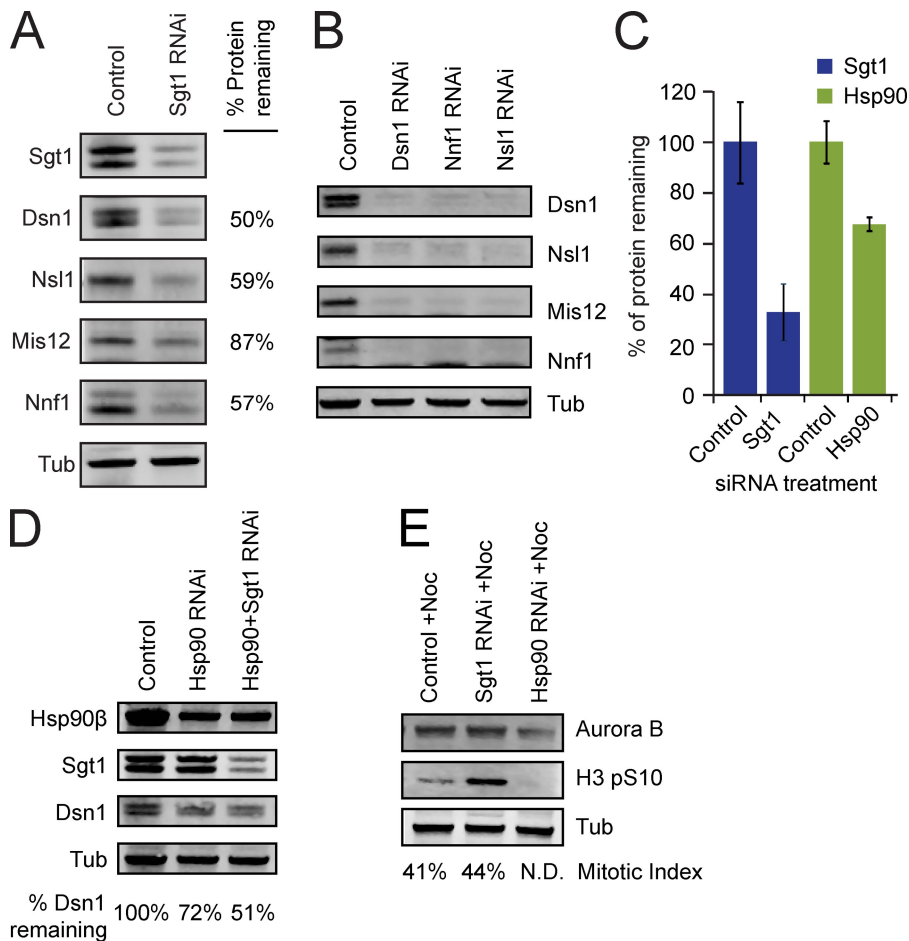 A
Control
Sgt1 RNAi
% Protein
remaining
Sgt1
Dsn1
50%
Nsl1
59%
Mis12
87%
Nnf1
57%
Tub
B
Control
Dsn1 RNAi
Nnf1 RNAi
Nsl1 RNAi
Dsn1
Nsl1
Mis12
Nnf1
Tub
C
Sgt1
Hsp90
% of protein remaining
120
100
80
60
40
20
0
Control
Sgt1
Control
Hsp90
siRNA treatment
D
Control
Hsp90 RNAi
Hsp90+Sgt1 RNAi
Hsp90β
Sgt1
Dsn1
Tub
% Dsn1
remaining
100% 72% 51%
E
Control +Noc
Sgt1 RNAi +Noc
Hsp90 RNAi +Noc
Aurora B
H3 pS10
Tub
41% 44% N.D. Mitotic Index